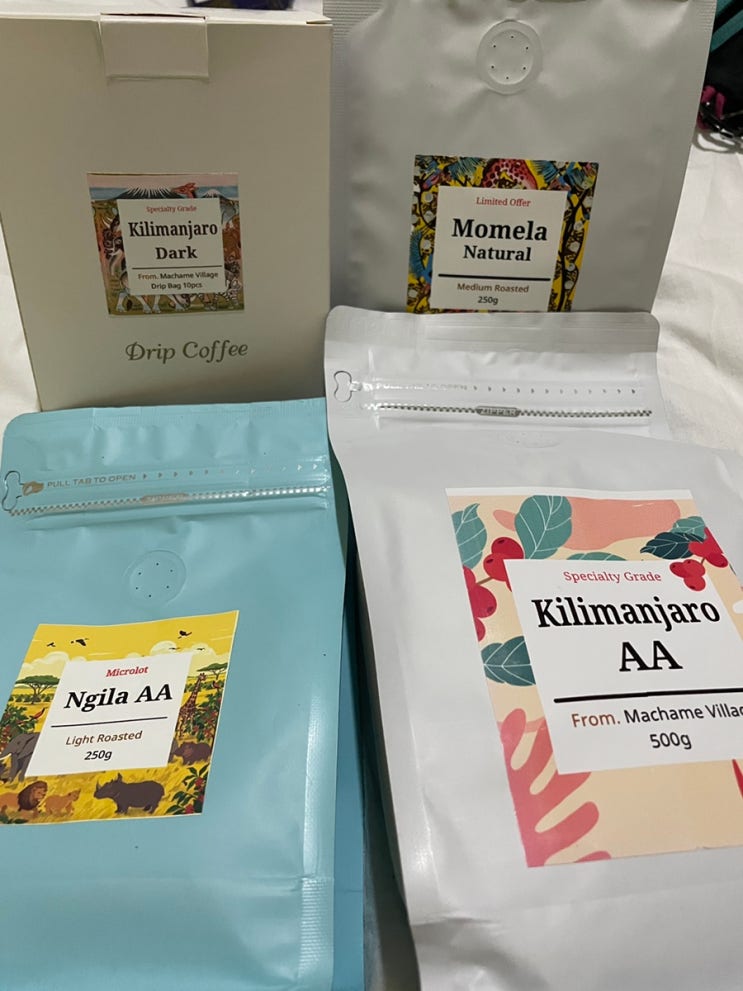 Specialty Grade
Kilimanjaro
Dark
From. Machame Village
Drip Bag 10pcs
Drip Coffee
Limited Offer
Momela
Natural
Medium Roasted
250g
PULL TAB TO OPEN
ZIPPER
Microlot
Ngila AA
Light Roasted
250g
PULL TAB TO OPEN
ZIPPER
Specialty Grade
Kilimanjaro
AA
From. Machame Villag
500g